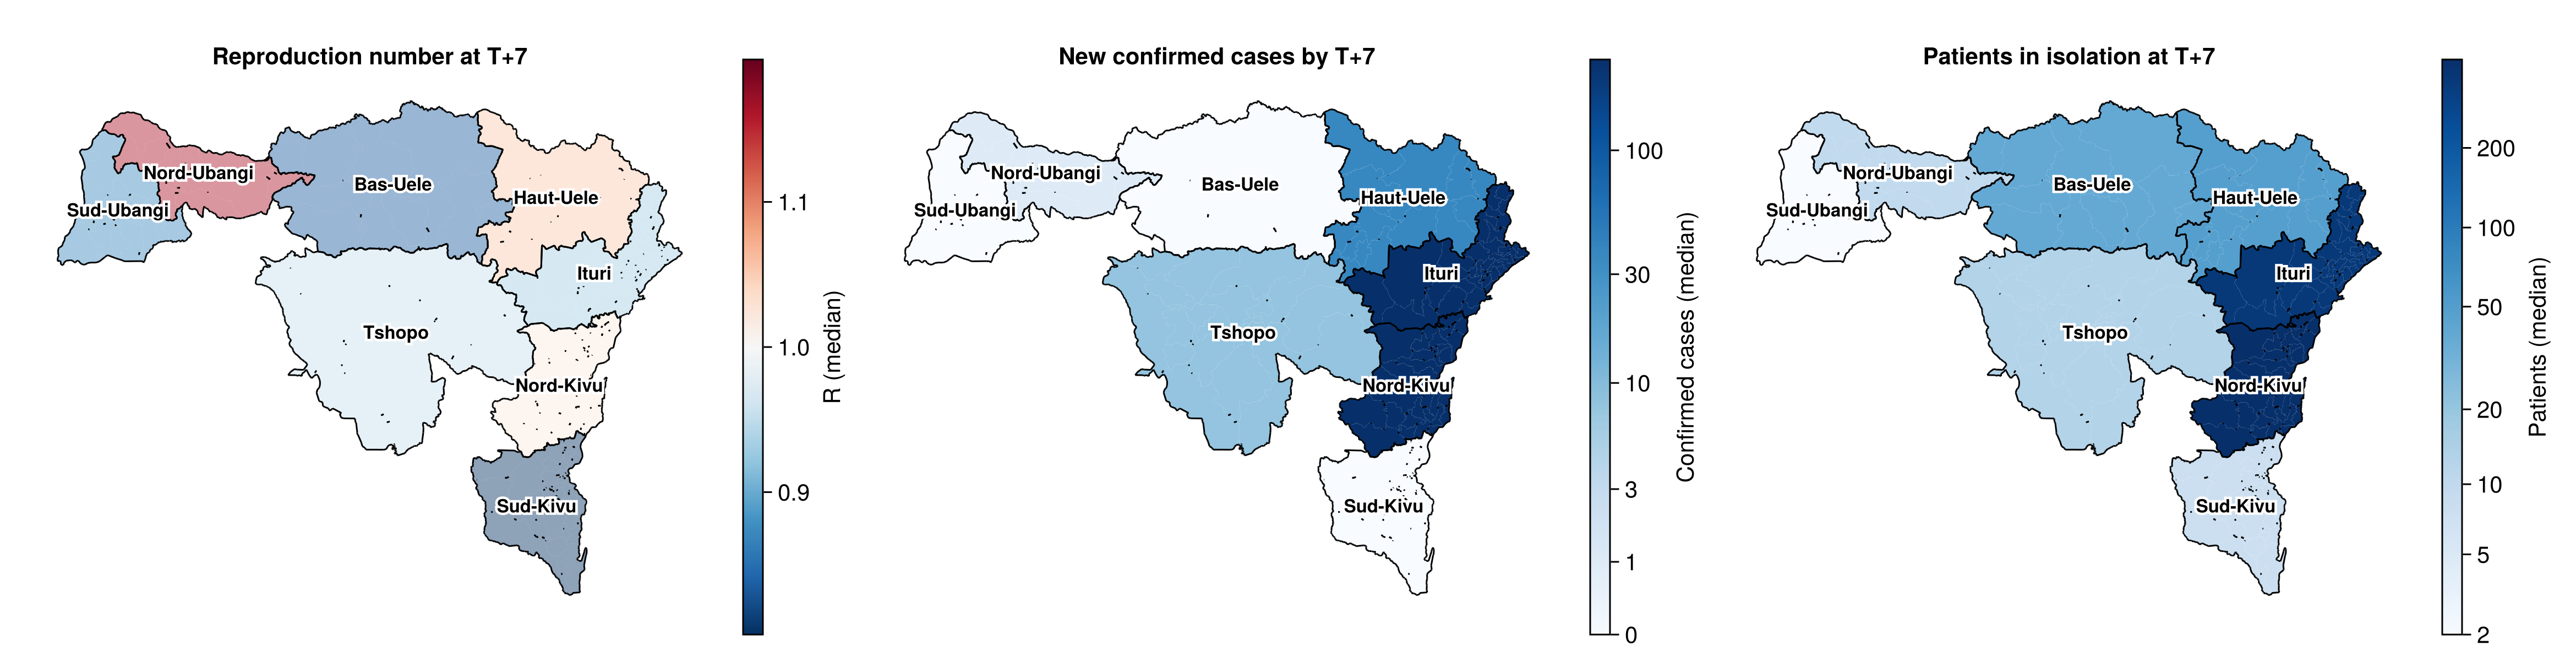 Reproduction number at T+7
Nord-Ubangi
Bas-Uele
Haut-Uele
Sud-Ubangi
Ituri
Tshopo
Nord-Kivu
Sud-Kivu
1.1
1.0
0.9
R (median)
New confirmed cases by T+7
Nord-Ubangi
Bas-Uele
Haut-Uele
Sud-Ubangi
Ituri
Tshopo
Nord-Kivu
Sud-Kivu
100
30
10
3
1
0
Confirmed cases (median)
Patients in isolation at T+7
Nord-Ubangi
Bas-Uele
Haut-Uele
Sud-Ubangi
Ituri
Tshopo
Nord-Kivu
Sud-Kivu
200
100
50
20
10
5
2
Patients (median)